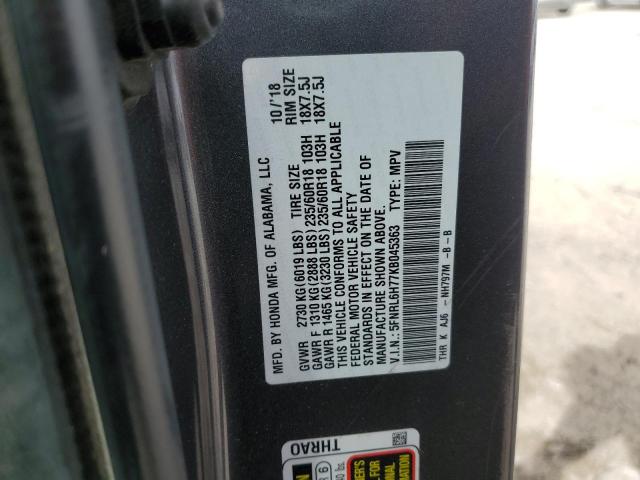 MFD. BY HONDA MFG. OF ALABAMA, LLC 10/'18
GVWR 2730 KG(6019 LBS) TIRE SIZE RIM SIZE
GAWR F 1310 KG(2888 LBS)235/60R18 103H 18X7.5J
GAWR R 1465 KG(3230 LBS)235/60R18 103H 18X7.5J
THIS VEHICLE CONFORMS TO ALL APPLICABLE
FEDERAL MOTOR VEHICLE SAFETY
STANDARDS IN EFFECT ON THE DATE OF
MANUFACTURE SHOWN ABOVE.
V.I.N.: 5FNRL6H77KB045363 TYPE: MPV
THR K AJ6 -NH797M -B -B
THRAO
R 6